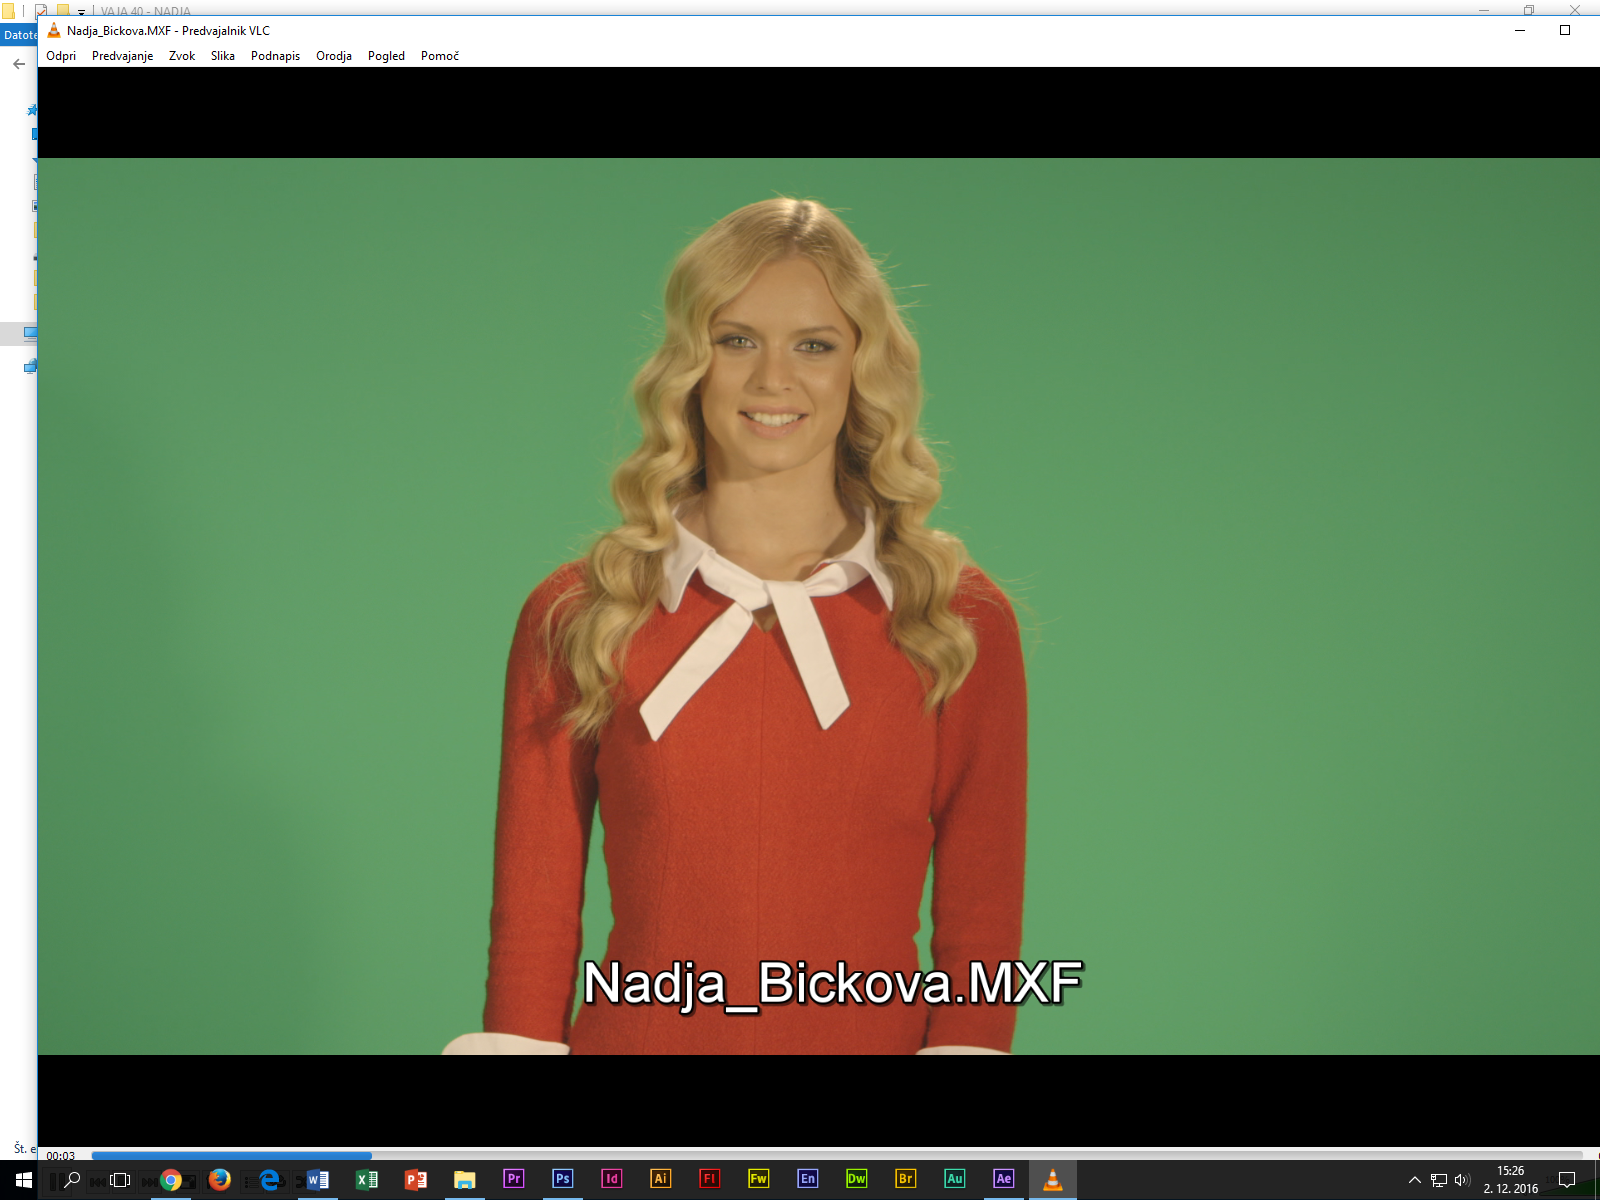 VAJA 40 - NADJA
Nadja_Bickova.MXF - Predvajalnik VLC
Datote
Odpri Predvajanje Zvok Slika Podnapis Orodja Pogled Pomoč
Nadja_Bickova.MXF
Št. e
00:03
Pr Ps Id Ai Fl Fw En Dw Br Au Ae
15:26
2. 12. 2016